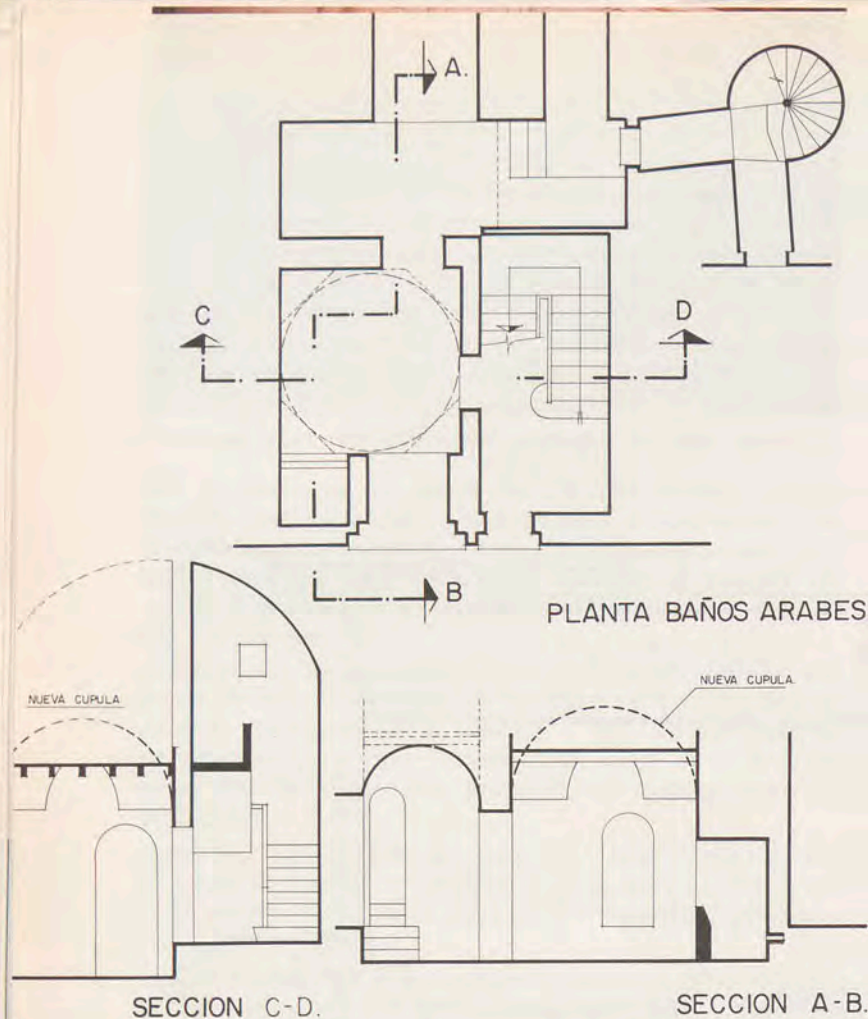 A.
C
D
B
PLANTA BAÑOS ARABES
NUEVA CUPULA
NUEVA CUPULA.
SECCION C-D.
SECCION A-B.